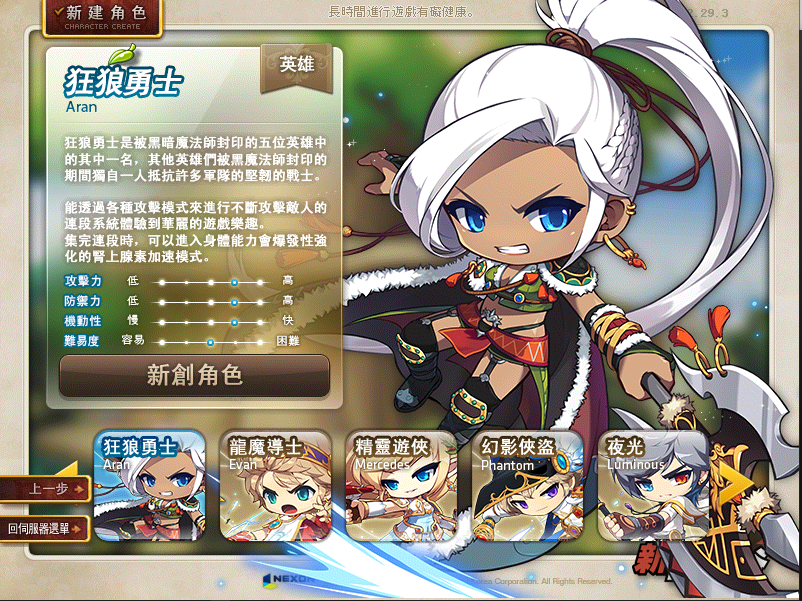 新建角色
CHARACTER CREATE
長時間進行遊戲有礙健康。
2.29.3
狂狼勇士
Aran
英雄
狂狼勇士是被黑暗魔法師封印的五位英雄中
的其中一名，其他英雄們被黑魔法師封印的
期間獨自一人抵抗許多軍隊的堅韌的戰士。
能透過各種攻擊模式來進行不斷攻擊敵人的
連段系統體驗到華麗的遊戲樂趣。
集完連段時，可以進入身體能力會爆發性強
化的腎上腺素加速模式。
攻擊力 低 高
防禦力 低 高
機動性 慢 快
難易度 容易 困難
新創角色
狂狼勇士
Aran
龍魔導士
Evan
精靈遊俠
Mercedes
幻影俠盜
Phantom
夜光
Luminous
上一步
回伺服器選單
新
NEXON
Corporation. All Rights Reserved.